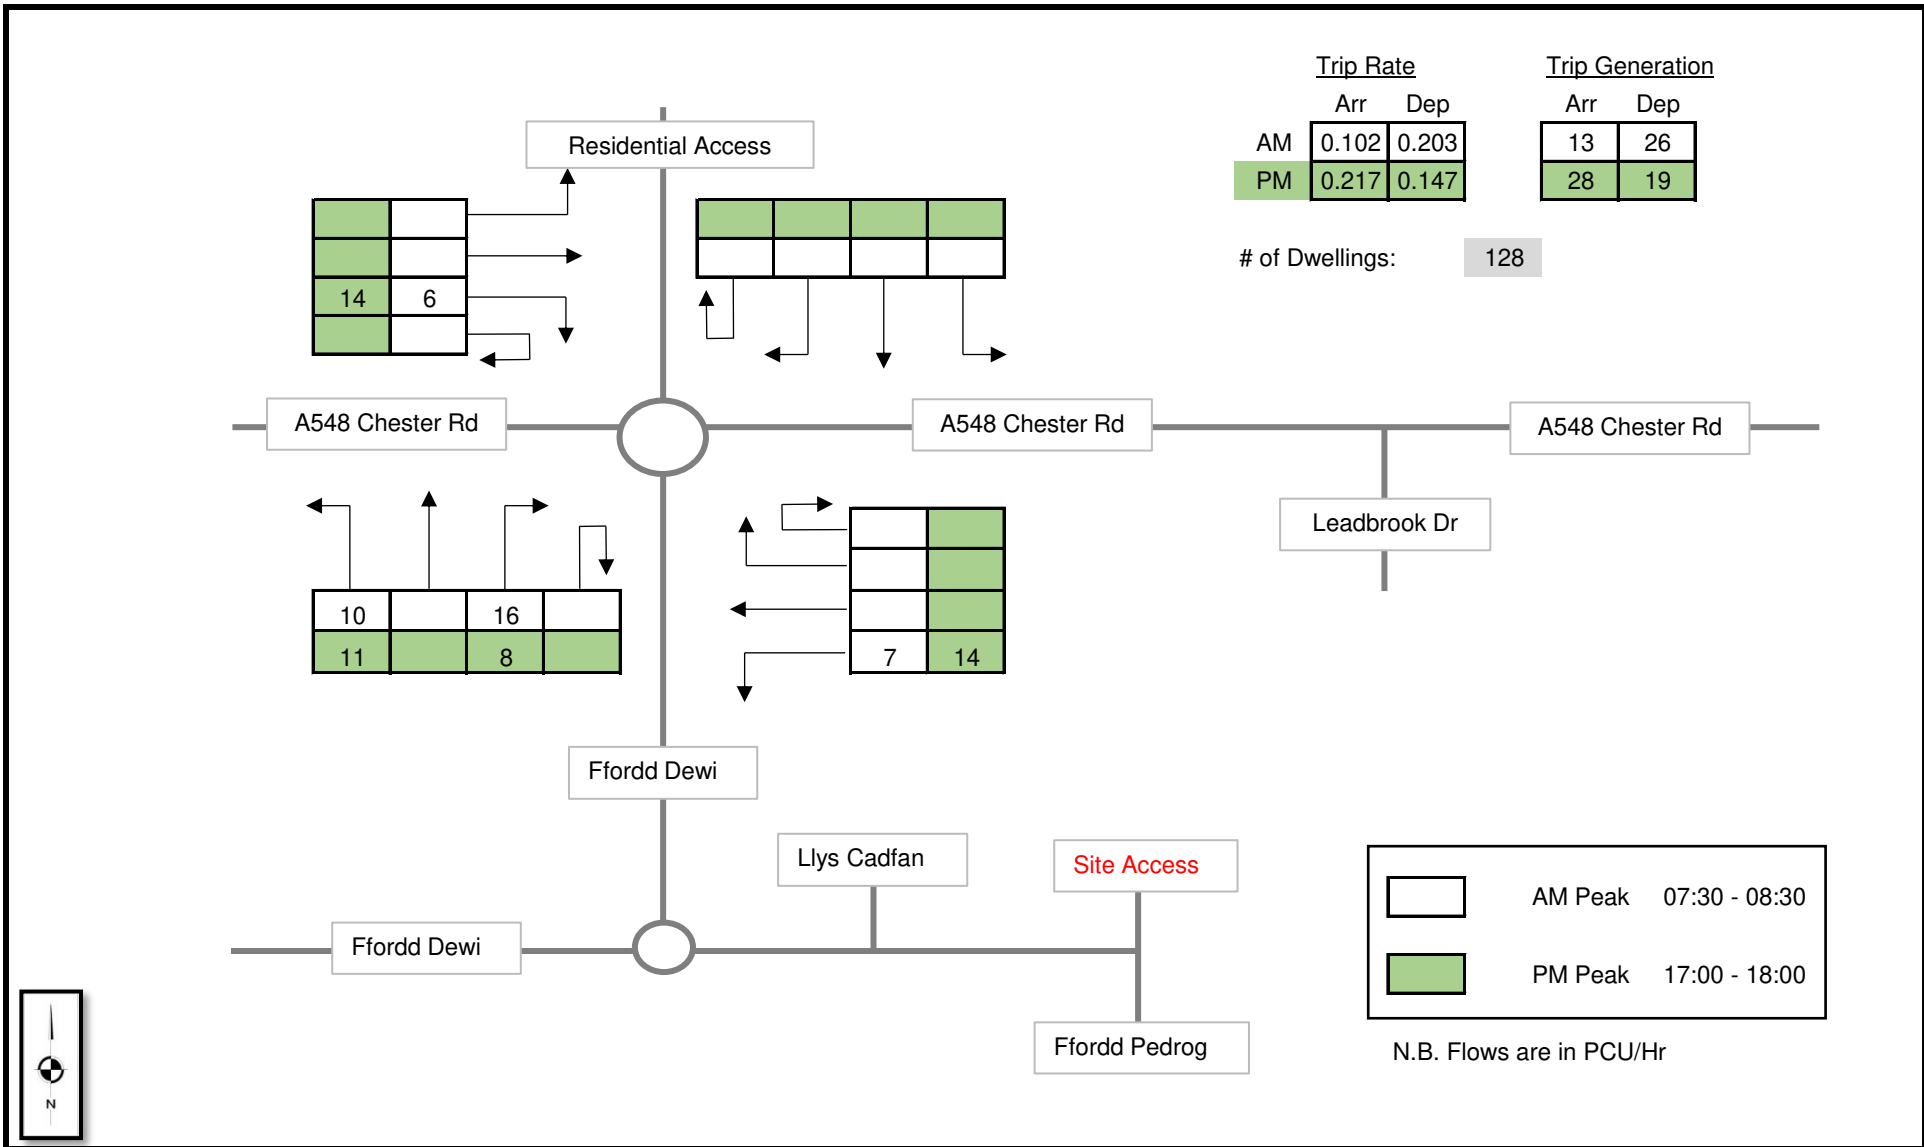 Trip Rate Trip Generation
Arr Dep Arr Dep
AM 0.102 0.203 13 26
PM 0.217 0.147 28 19
# of Dwellings: 128
Residential Access
14 6
A548 Chester Rd
A548 Chester Rd
A548 Chester Rd
Leadbrook Dr
10 16
11 8
7 14
Ffordd Dewi
Llys Cadfan
Site Access
Ffordd Dewi
Ffordd Pedrog
AM Peak 07:30 - 08:30
PM Peak 17:00 - 18:00
N.B. Flows are in PCU/Hr
N